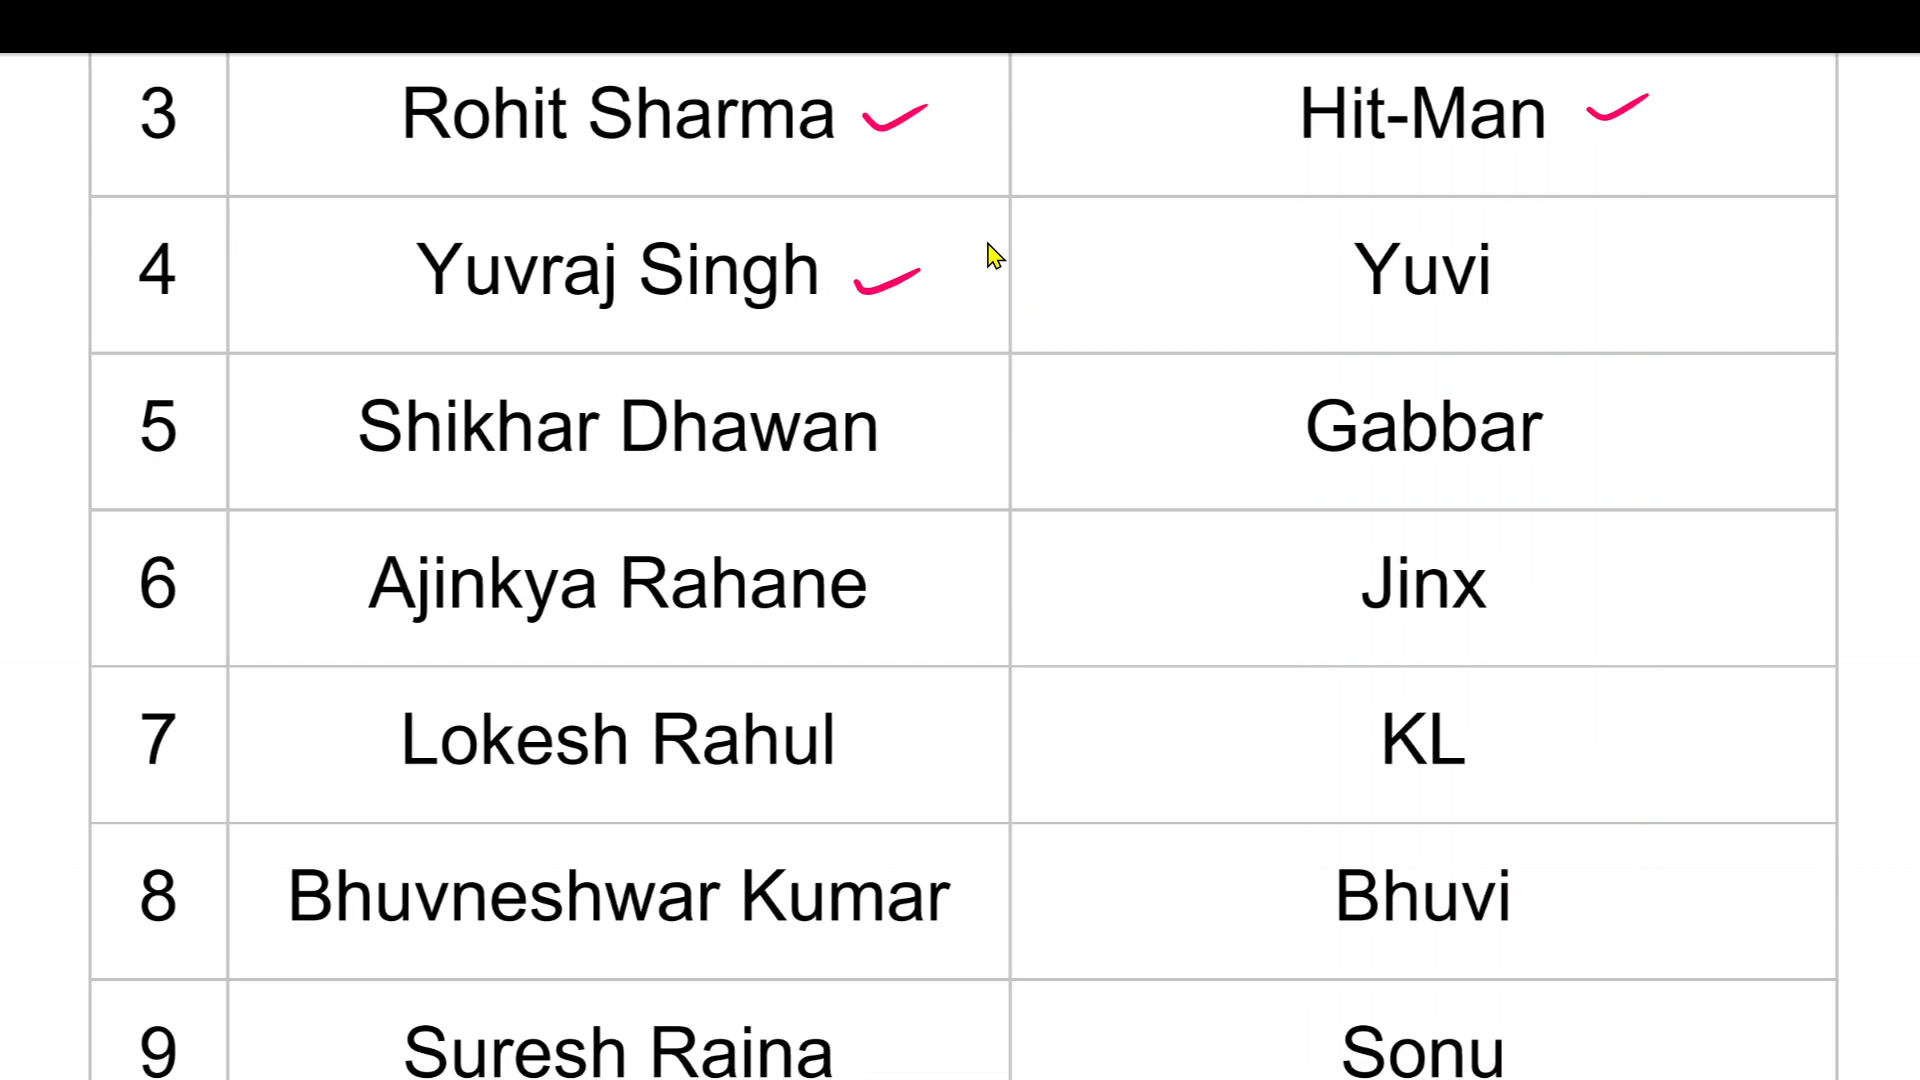 3 Rohit Sharma Hit-Man
4 Yuvraj Singh Yuvi
5 Shikhar Dhawan Gabbar
6 Ajinkya Rahane Jinx
7 Lokesh Rahul KL
8 Bhuvneshwar Kumar Bhuvi
9 Suresh Raina Sonu